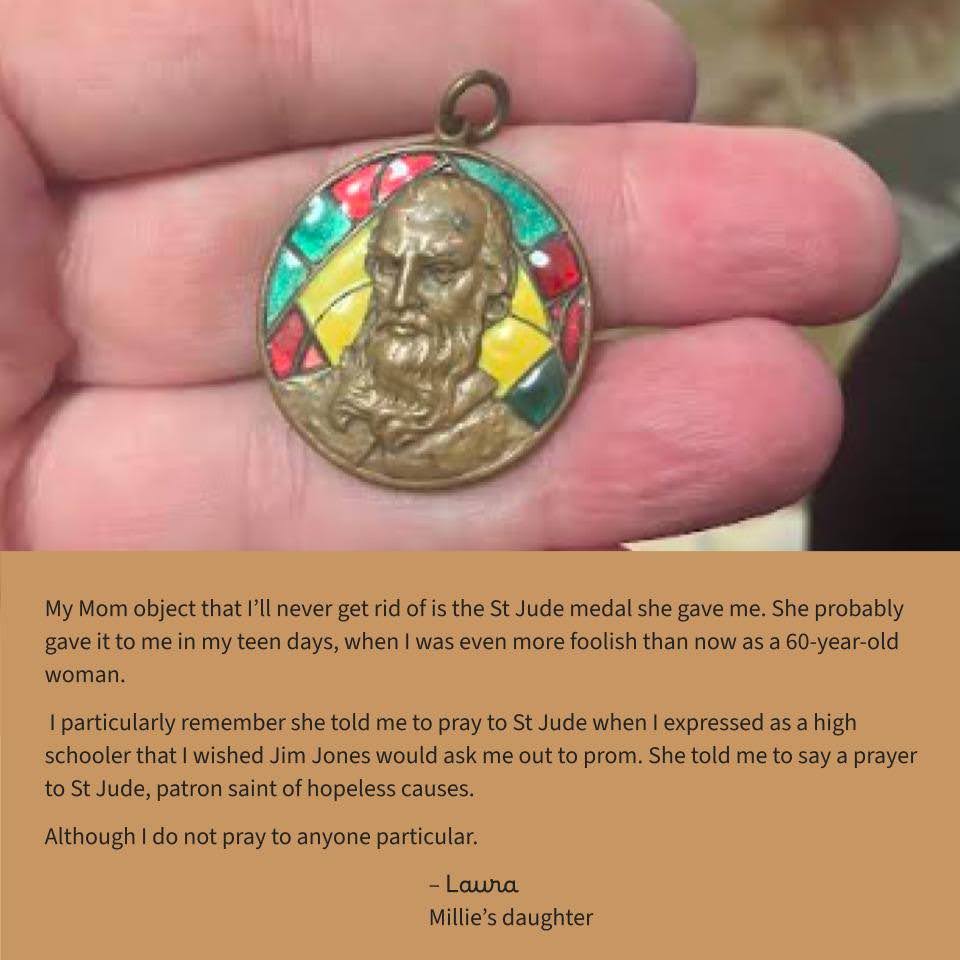 My Mom object that I’ll never get rid of is the St Jude medal she gave me. She probably
gave it to me in my teen days, when I was even more foolish than now as a 60-year-old
woman.
I particularly remember she told me to pray to St Jude when I expressed as a high
schooler that I wished Jim Jones would ask me out to prom. She told me to say a prayer
to St Jude, patron saint of hopeless causes.
Although I do not pray to anyone particular.
– Laura
Millie’s daughter